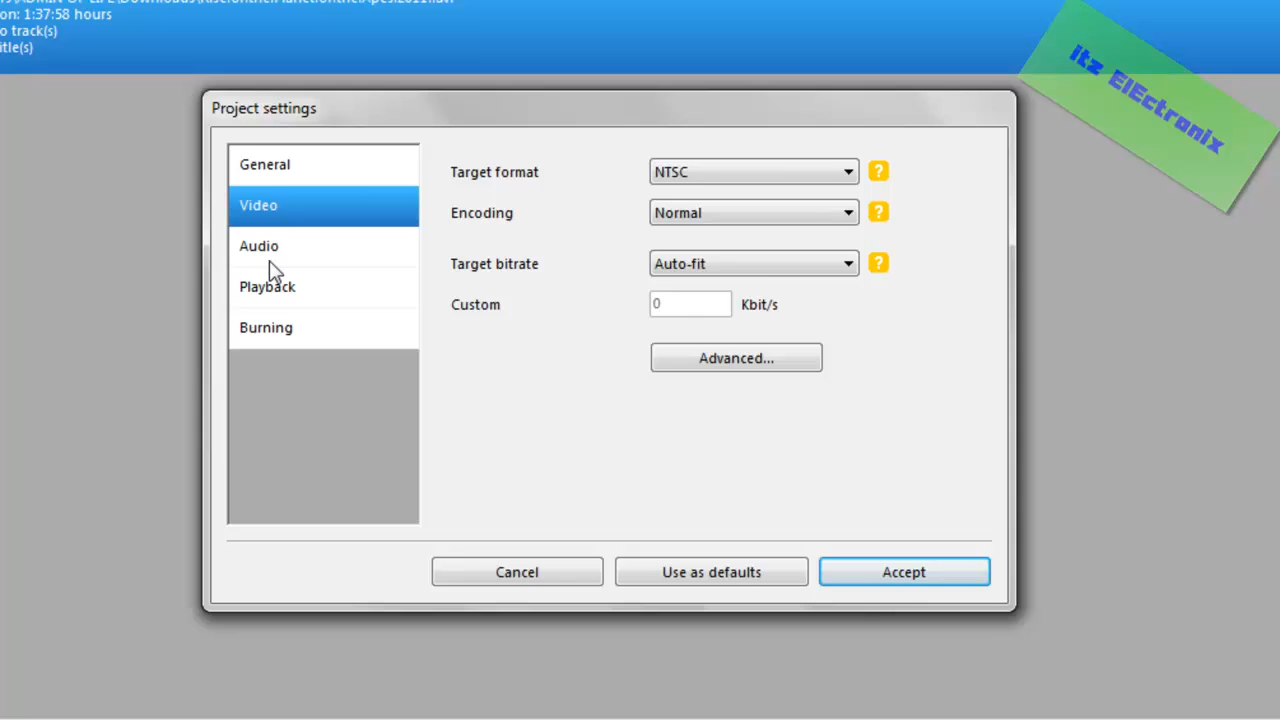 on: 1:37:58 hours
o track(s)
itle(s)
itz ElEctronix
Project settings
General
Video
Audio
Playback
Burning
Target format
NTSC
?
Encoding
Normal
?
Target bitrate
Auto-fit
?
Custom
0
Kbit/s
Advanced...
Cancel
Use as defaults
Accept